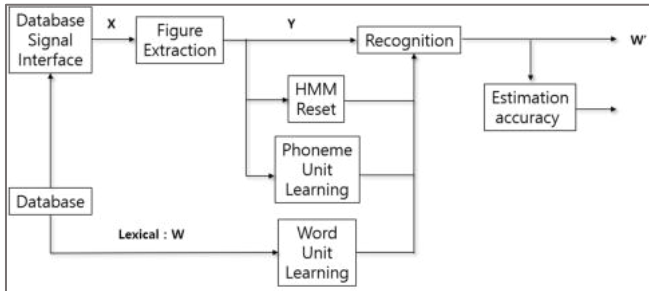 Database
Signal
Interface
X
Figure
Extraction
Y
Recognition
W'
HMM
Reset
Estimation
accuracy
Phoneme
Unit
Learning
Database
Lexical : W
Word
Unit
Learning